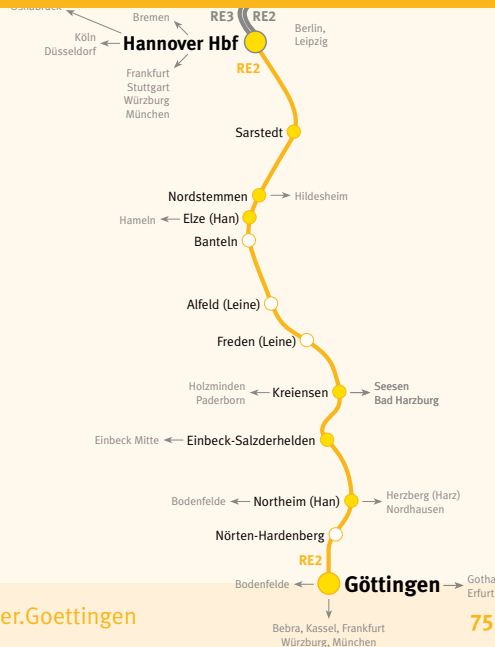 Bremen
RE3 RE2
Köln
Düsseldorf
Hannover Hbf
Berlin,
Leipzig
Frankfurt
Stuttgart
Würzburg
München
RE2
Sarstedt
Nordstemmen
Hildesheim
Hameln
Elze (Han)
Banteln
Alfeld (Leine)
Freden (Leine)
Holzminden
Paderborn
Kreiensen
Seesen
Bad Harzburg
Einbeck Mitte
Einbeck-Salzderhelden
Bodenfelde
Northeim (Han)
Herzberg (Harz)
Nordhausen
Nörten-Hardenberg
RE2
Bodenfelde
Göttingen
Gotha
Erfurt
er.Goettingen
75
Bebra, Kassel, Frankfurt
Würzburg, München